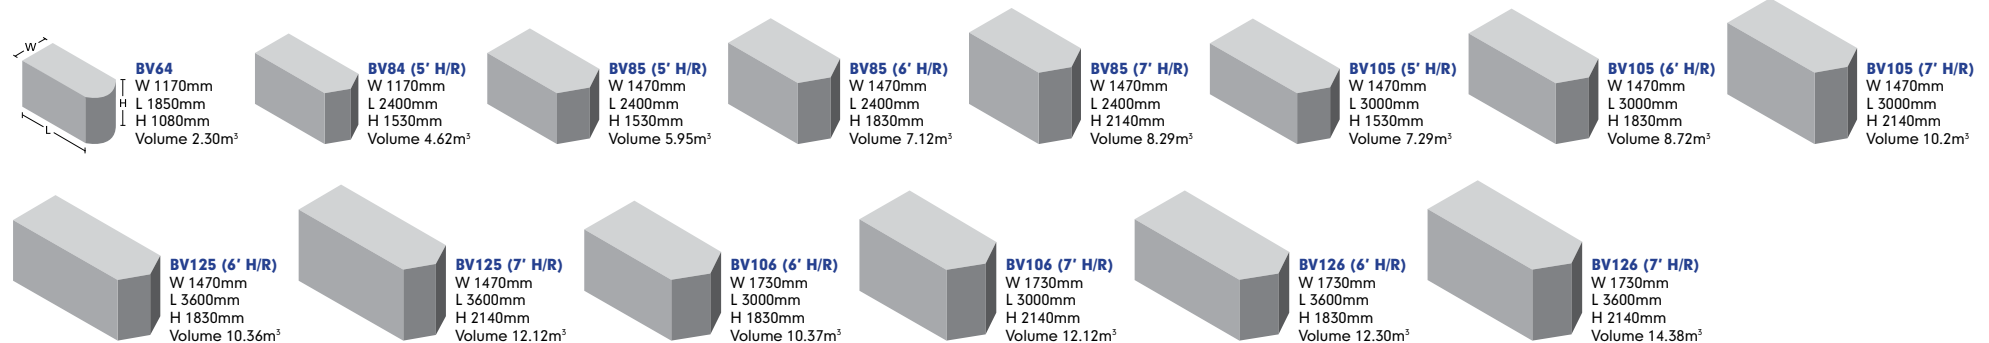 W
H
L
BV64
W 1170mm
L 1850mm
H 1080mm
Volume 2.30m³
BV84 (5’ H/R)
W 1170mm
L 2400mm
H 1530mm
Volume 4.62m³
BV85 (5’ H/R)
W 1470mm
L 2400mm
H 1530mm
Volume 5.95m³
BV85 (6’ H/R)
W 1470mm
L 2400mm
H 1830mm
Volume 7.12m³
BV85 (7’ H/R)
W 1470mm
L 2400mm
H 2140mm
Volume 8.29m³
BV105 (5’ H/R)
W 1470mm
L 3000mm
H 1530mm
Volume 7.29m³
BV105 (6’ H/R)
W 1470mm
L 3000mm
H 1830mm
Volume 8.72m³
BV105 (7’ H/R)
W 1470mm
L 3000mm
H 2140mm
Volume 10.2m³
BV125 (6’ H/R)
W 1470mm
L 3600mm
H 1830mm
Volume 10.36m³
BV125 (7’ H/R)
W 1470mm
L 3600mm
H 2140mm
Volume 12.12m³
BV106 (6’ H/R)
W 1730mm
L 3000mm
H 1830mm
Volume 10.37m³
BV106 (7’ H/R)
W 1730mm
L 3000mm
H 2140mm
Volume 12.12m³
BV126 (6’ H/R)
W 1730mm
L 3600mm
H 1830mm
Volume 12.30m³
BV126 (7’ H/R)
W 1730mm
L 3600mm
H 2140mm
Volume 14.38m³